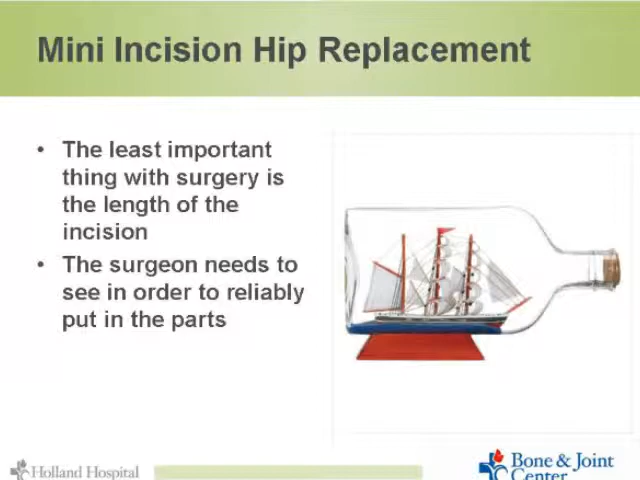 Mini Incision Hip Replacement
• The least important
thing with surgery is
the length of the
incision
• The surgeon needs to
see in order to reliably
put in the parts
Holland Hospital
Bone & Joint
Center